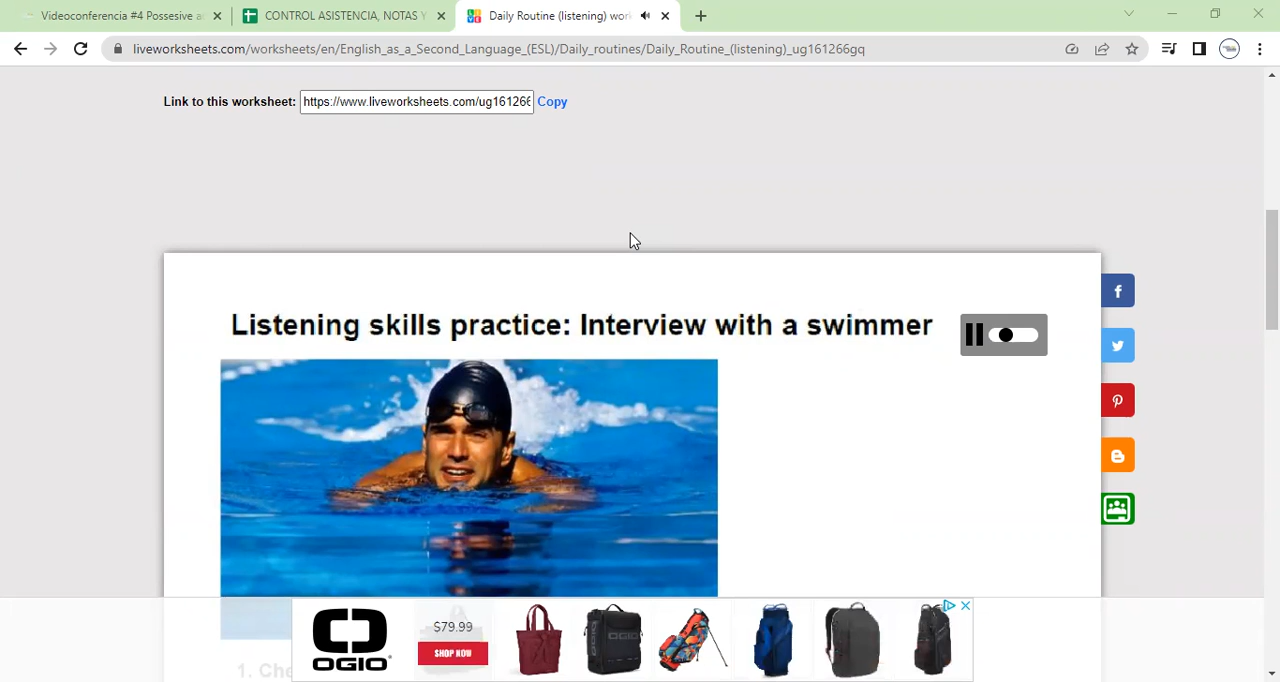 Videoconferencia #4 Possesive a
CONTROL ASISTENCIA, NOTAS Y
Daily Routine (listening) wor
liveworksheets.com/worksheets/en/English_as_a_Second_Language_(ESL)/Daily_routines/Daily_Routine_(listening)_ug161266gq
Link to this worksheet: https://www.liveworksheets.com/ug161266 Copy
Listening skills practice: Interview with a swimmer
f
OGIO
$79.99
SHOP NOW
1. Che